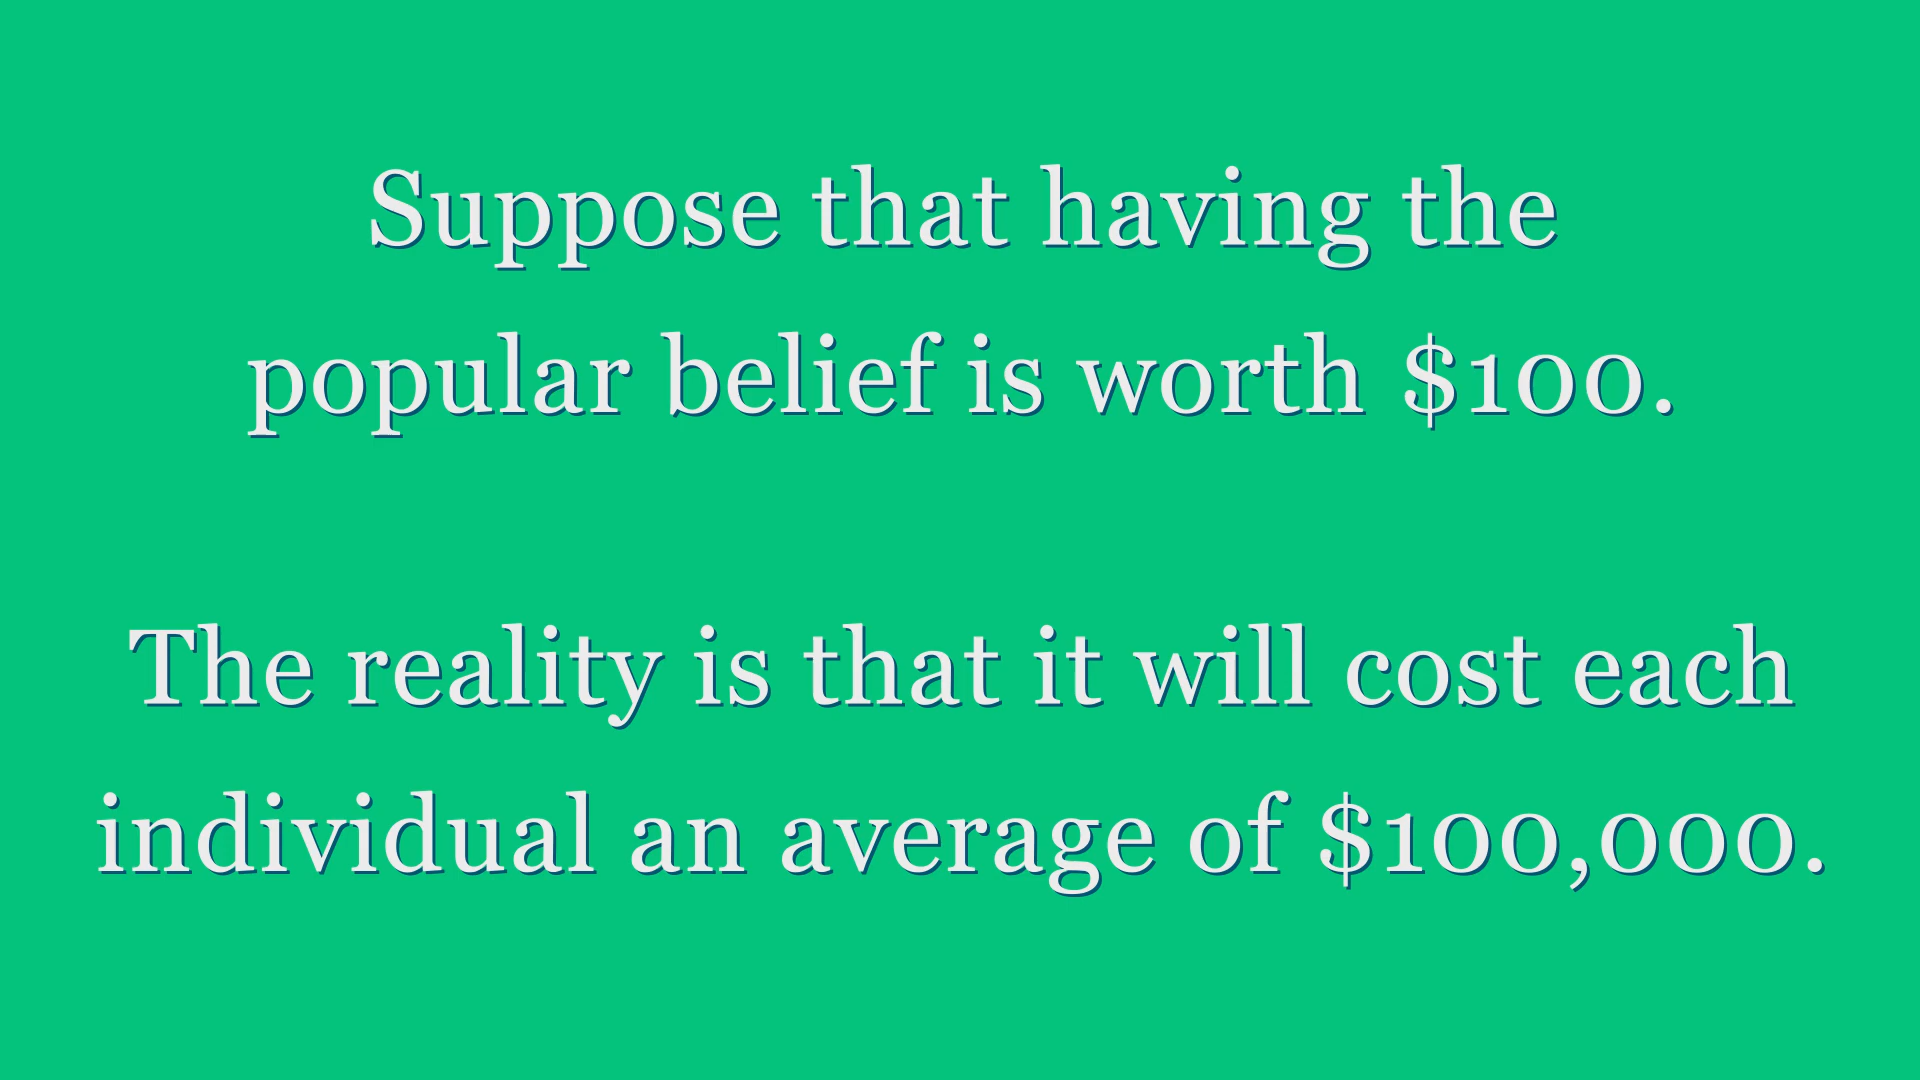 Suppose that having the
popular belief is worth $100.
The reality is that it will cost each
individual an average of $100,000.